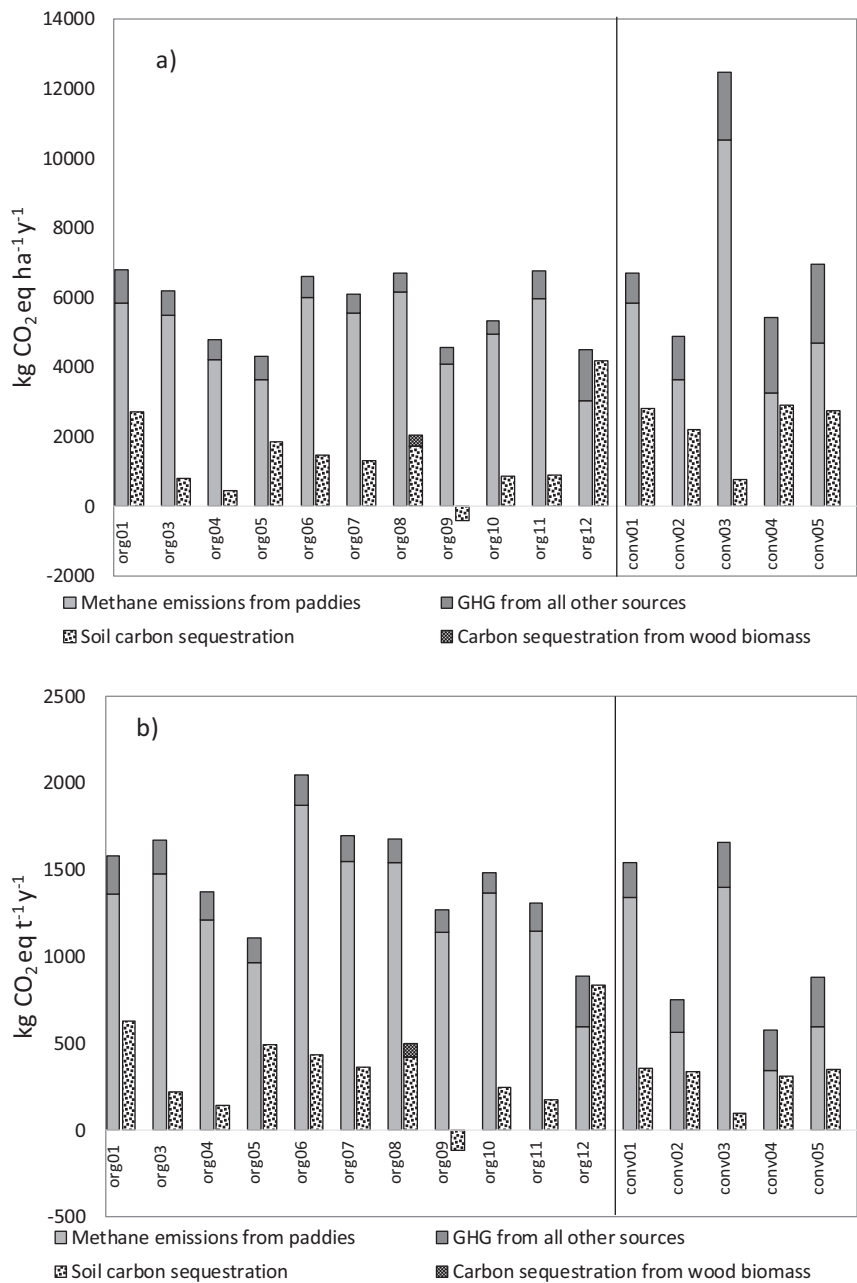 a)
14000
12000
10000
8000
6000
4000
2000
0
-2000
kg CO₂ eq ha⁻¹ y⁻¹
org01 org03 org04 org05 org06 org07 org08 org09 org10 org11 org12 conv01 conv02 conv03 conv04 conv05
Methane emissions from paddies GHG from all other sources
Soil carbon sequestration Carbon sequestration from wood biomass
b)
2500
2000
1500
1000
500
0
-500
kg CO₂ eq t⁻¹ y⁻¹
org01 org03 org04 org05 org06 org07 org08 org09 org10 org11 org12 conv01 conv02 conv03 conv04 conv05
Methane emissions from paddies GHG from all other sources
Soil carbon sequestration Carbon sequestration from wood biomass